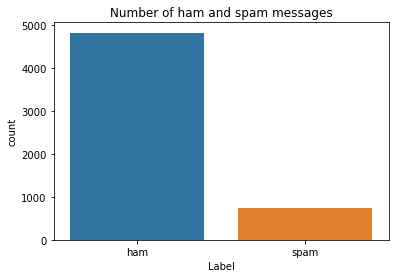 Number of ham and spam messages
5000
4000
3000
2000
1000
0
count
ham
spam
Label